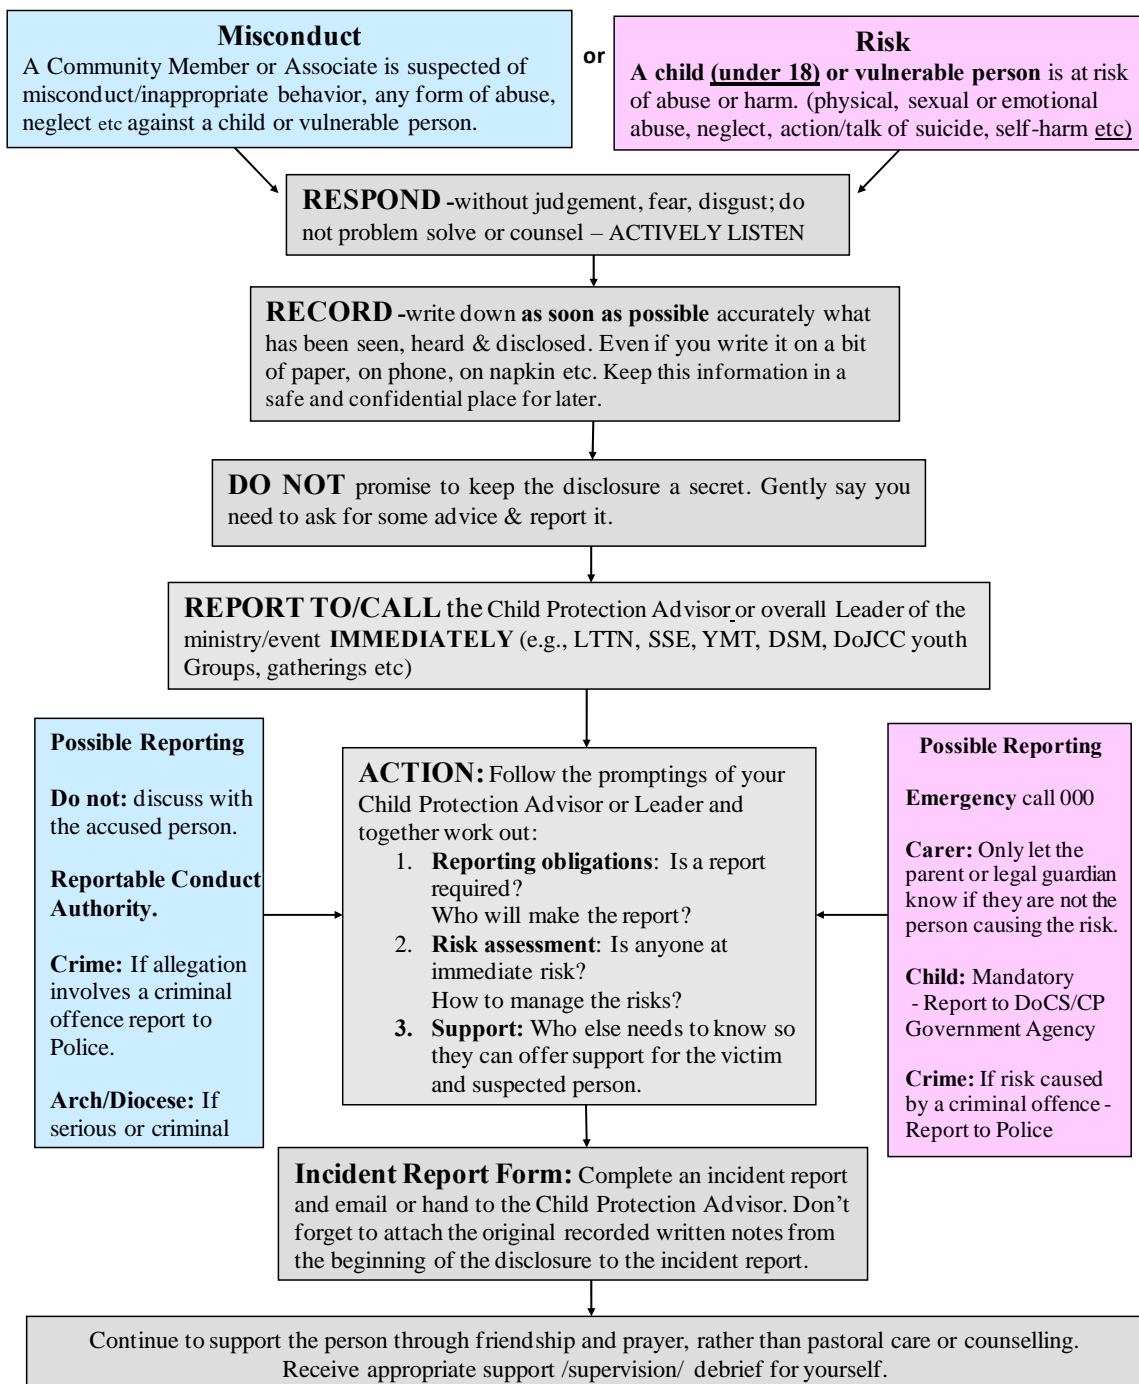 Misconduct
A Community Member or Associate is suspected of
misconduct/inappropriate behavior, any form of abuse,
neglect etc against a child or vulnerable person.
or
Risk
A child (under 18) or vulnerable person is at risk
of abuse or harm. (physical, sexual or emotional
abuse, neglect, action/talk of suicide, self-harm etc)
RESPOND -without judgement, fear, disgust; do
not problem solve or counsel – ACTIVELY LISTEN
RECORD -write down as soon as possible accurately what
has been seen, heard & disclosed. Even if you write it on a bit
of paper, on phone, on napkin etc. Keep this information in a
safe and confidential place for later.
DO NOT promise to keep the disclosure a secret. Gently say you
need to ask for some advice & report it.
REPORT TO/CALL the Child Protection Advisor or overall Leader of the
ministry/event IMMEDIATELY (e.g., LTTN, SSE, YMT, DSM, DoJCC youth
Groups, gatherings etc)
Possible Reporting
Do not: discuss with
the accused person.
Reportable Conduct
Authority.
Crime: If allegation
involves a criminal
offence report to
Police.
Arch/Diocese: If
serious or criminal
ACTION: Follow the promptings of your
Child Protection Advisor or Leader and
together work out:
1. Reporting obligations: Is a report
required?
Who will make the report?
2. Risk assessment: Is anyone at
immediate risk?
How to manage the risks?
3. Support: Who else needs to know so
they can offer support for the victim
and suspected person.
Possible Reporting
Emergency call 000
Carer: Only let the
parent or legal guardian
know if they are not the
person causing the risk.
Child: Mandatory
- Report to DoCS/CP
Government Agency
Crime: If risk caused
by a criminal offence -
Report to Police
Incident Report Form: Complete an incident report
and email or hand to the Child Protection Advisor. Don’t
forget to attach the original recorded written notes from
the beginning of the disclosure to the incident report.
Continue to support the person through friendship and prayer, rather than pastoral care or counselling.
Receive appropriate support /supervision/ debrief for yourself.